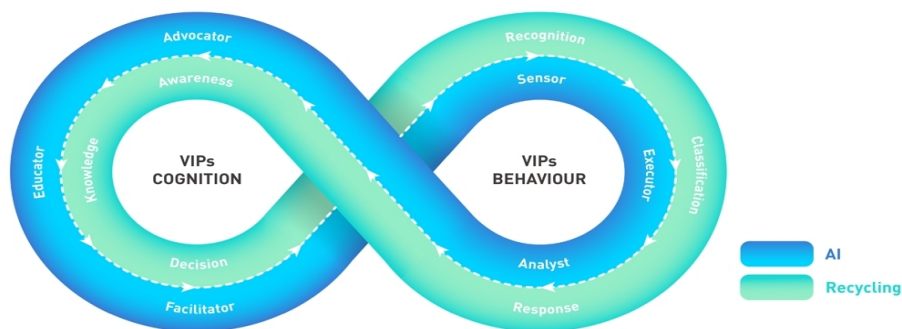 Advocator
Awareness
Educator
Knowledge
Decision
Facilitator
VIPs
COGNITION
Recognition
Sensor
Executor
Classification
Analyst
Response
VIPs
BEHAVIOUR
AI
Recycling